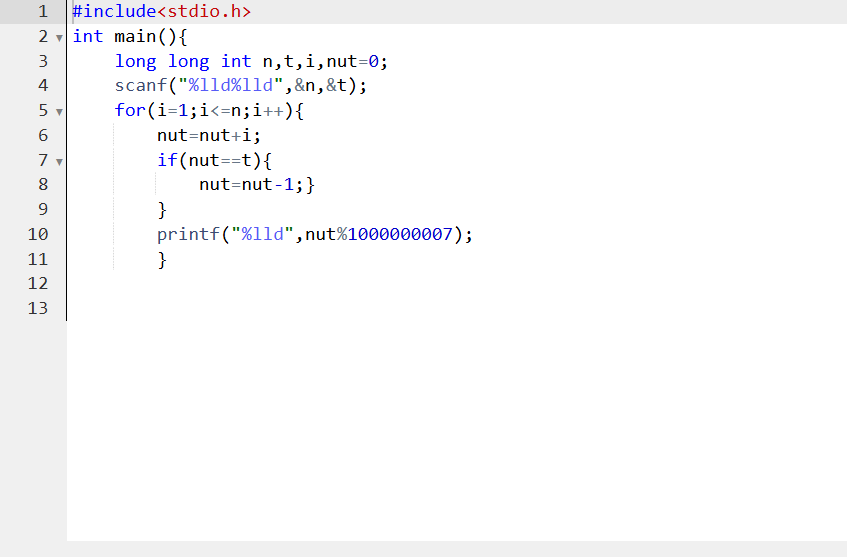 1 #include<stdio.h>
2 int main(){
3     long long int n,t,i,nut=0;
4     scanf("%lld%lld",&n,&t);
5     for(i=1;i<=n;i++){
6         nut=nut+i;
7         if(nut==t){
8             nut=nut-1;}
9         }
10         printf("%lld",nut%1000000007);
11         }
12
13